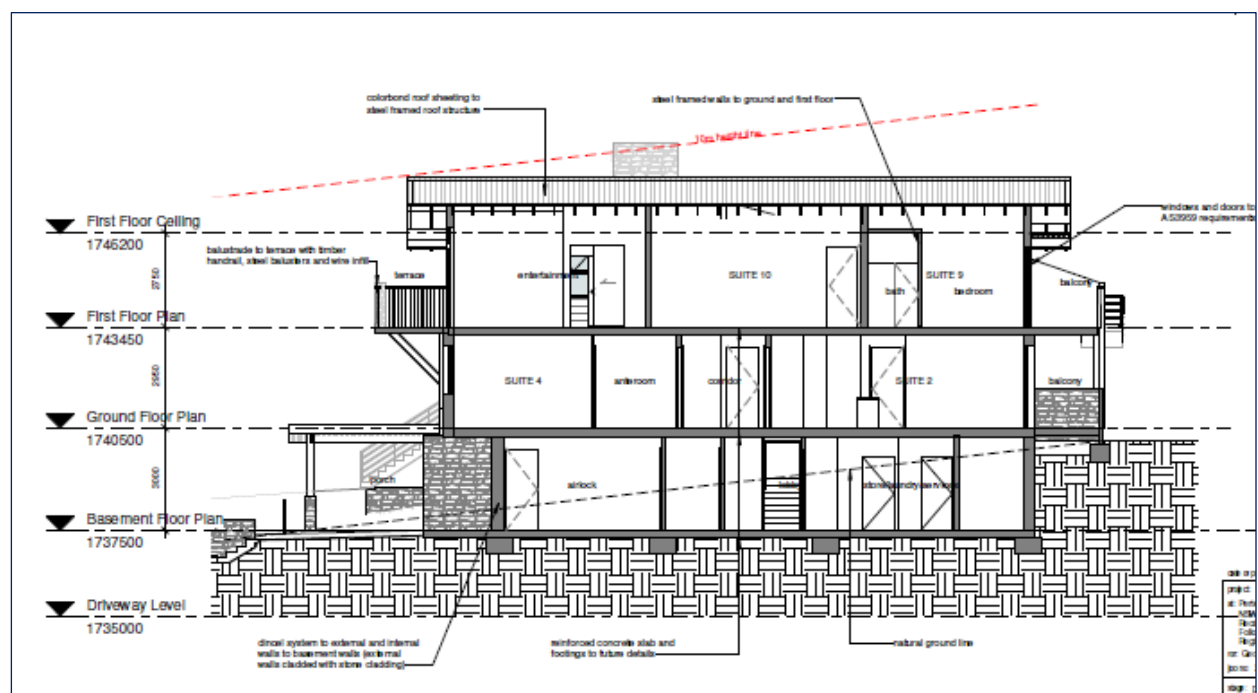 colorbond roof sheeting to
steel framed roof structure
steel framed walls to ground and first floor
10m height line
First Floor Ceiling
1746200
windows and doors to
AS3959 requirements
balustrade to terrace with timber
handrail, steel balusters and wire infill
terrace
entertainment
SUITE 10
SUITE 9
bath
bedroom
balcony
2750
First Floor Plan
1743450
2950
SUITE 4
anteroom
corridor
SUITE 2
balcony
Ground Floor Plan
1740500
3000
porch
airlock
store
laundry
services
Basement Floor Plan
1737500
Driveway Level
1735000
dincel system to external and internal
walls to basement walls (external
walls cladded with stone cladding)
reinforced concrete slab and
footings to future details
natural ground line
project
at:
stage: